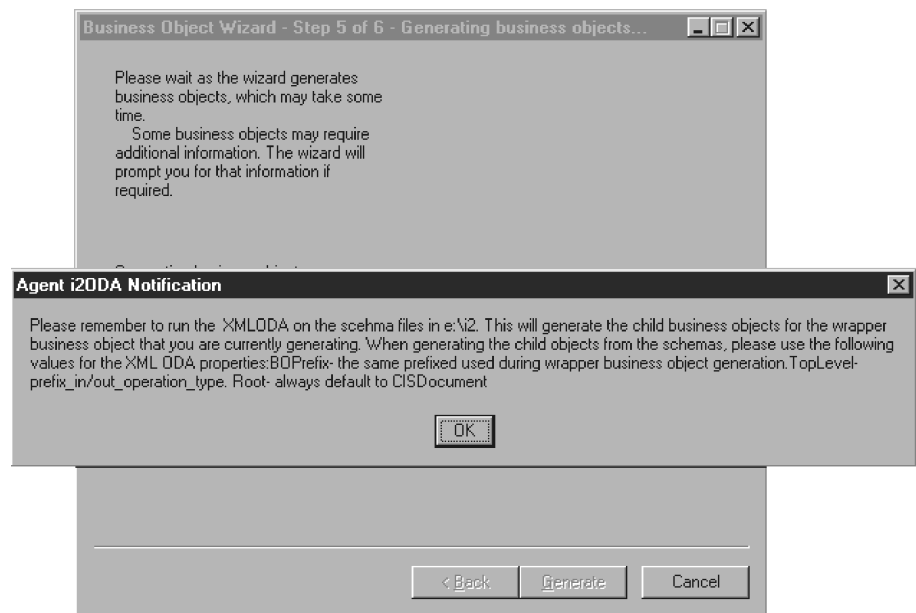 Business Object Wizard - Step 5 of 6 - Generating business objects...
Please wait as the wizard generates
business objects, which may take some
time.
Some business objects may require
additional information. The wizard will
prompt you for that information if
required.
Agent i2ODA Notification
Please remember to run the XMLODA on the scehma files in e:\i2. This will generate the child business objects for the wrapper
business object that you are currently generating. When generating the child objects from the schemas, please use the following
values for the XML ODA properties:BOPrefix- the same prefixed used during wrapper business object generation.TopLevel-
prefix_in/out_operation_type. Root- always default to CISDocument
OK
< Back
Generate
Cancel